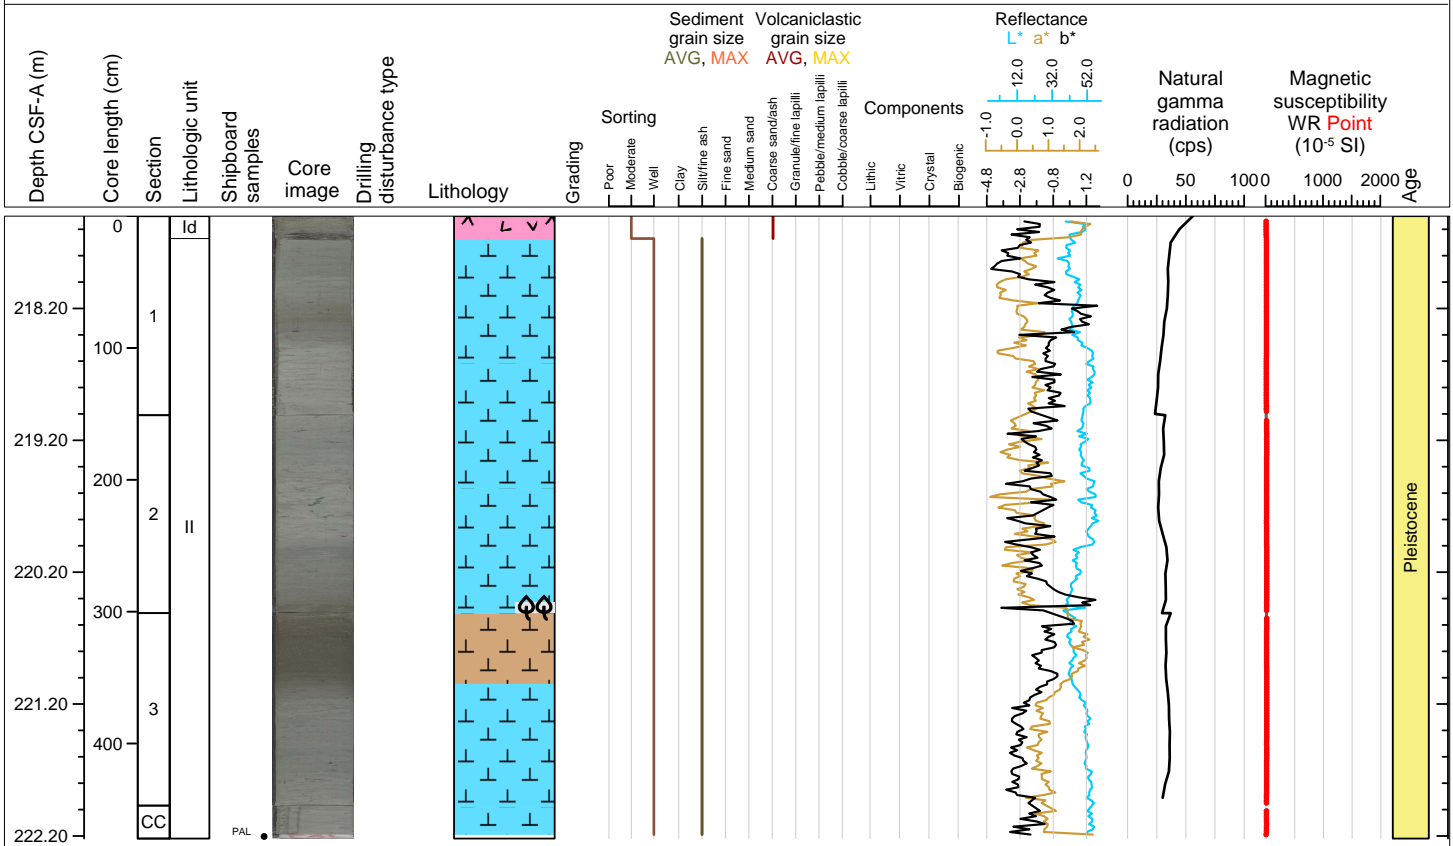 Depth CSF-A (m)
Core length (cm)
Section
Lithologic unit
Shipboard
samples
Core
image
Drilling
disturbance type
Lithology
Grading
Sorting
Poor
Moderate
Well
Sediment
grain size
AVG, MAX
Volcaniclastic
grain size
AVG, MAX
Clay
Silt/fine ash
Fine sand
Medium sand
Coarse sand/ash
Granule/fine lapilli
Pebble/medium lapilli
Cobble/coarse lapilli
Components
Lithic
Vitric
Crystal
Biogenic
Reflectance
L* a* b*
12.0 32.0 52.0
-1.0 0.0 1.0 2.0
-4.8 -2.8 -0.8 1.2
Natural
gamma
radiation
(cps)
0 50 100
Magnetic
susceptibility
WR Point
(10-5 SI)
0 1000 2000
Age
0
Id
218.20
1
100
219.20
200
2
II
220.20
Pleistocene
300
221.20
3
400
CC
PAL
222.20